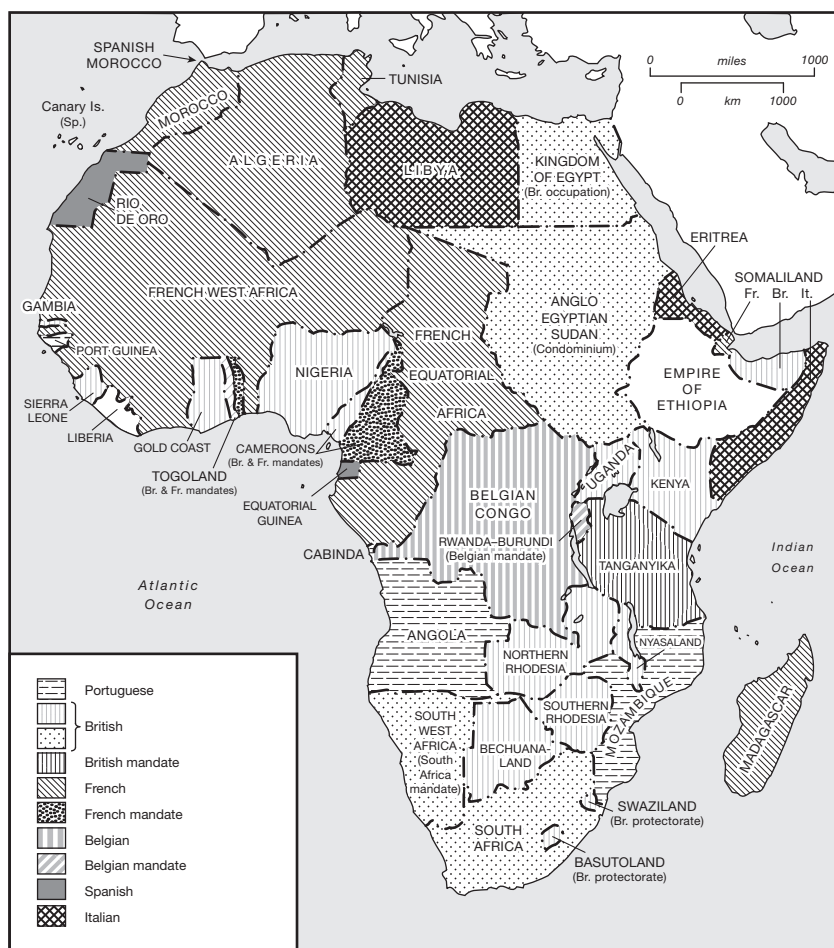 SPANISH
MOROCCO
TUNISIA
0 miles 1000
0 km 1000
Canary Is.
(Sp.)
MOROCCO
ALGERIA
LIBYA
KINGDOM
OF EGYPT
(Br. occupation)
RIO
DE ORO
ERITREA
SOMALILAND
Fr. Br. It.
FRENCH WEST AFRICA
ANGLO
EGYPTIAN
SUDAN
(Condominium)
GAMBIA
PORT GUINEA
FRENCH
EQUATORIAL
AFRICA
NIGERIA
EMPIRE
OF
ETHIOPIA
SIERRA
LEONE
LIBERIA
GOLD COAST
TOGOLAND
(Br. & Fr. mandates)
CAMEROONS
(Br. & Fr. mandates)
EQUATORIAL
GUINEA
UGANDA
KENYA
BELGIAN
CONGO
RWANDA–BURUNDI
(Belgian mandate)
CABINDA
TANGANYIKA
Indian
Ocean
Atlantic
Ocean
ANGOLA
NYASALAND
NORTHERN
RHODESIA
MOZAMBIQUE
SOUTHERN
RHODESIA
MADAGASCAR
SOUTH
WEST
AFRICA
(South
Africa
mandate)
BECHUANA-
LAND
SWAZILAND
(Br. protectorate)
SOUTH
AFRICA
BASUTOLAND
(Br. protectorate)
Portuguese
British
British mandate
French
French mandate
Belgian
Belgian mandate
Spanish
Italian